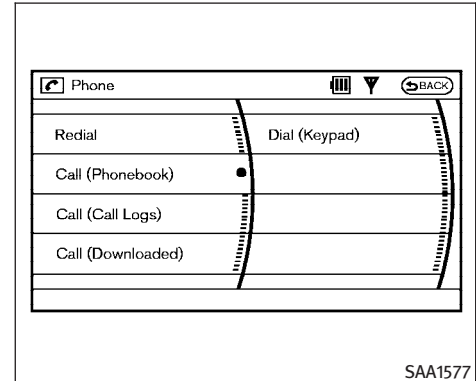 Phone
BACK
Redial
Dial (Keypad)
Call (Phonebook)
Call (Call Logs)
Call (Downloaded)
SAA1577